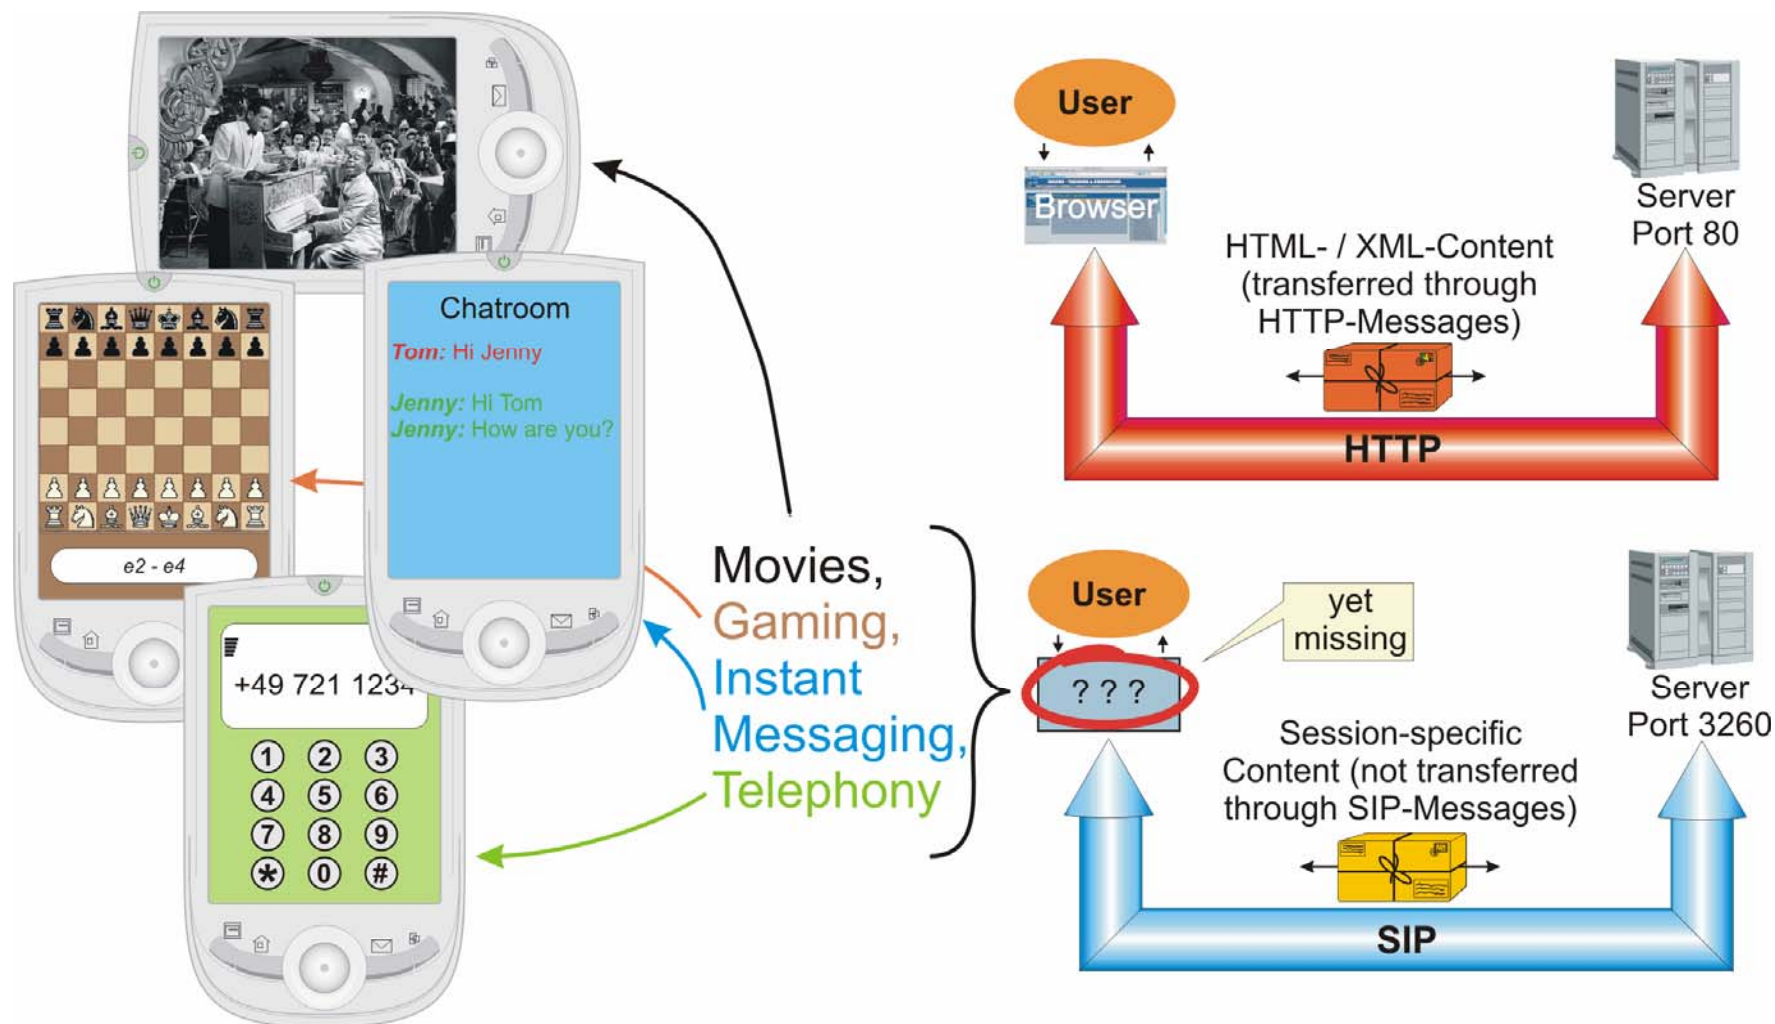 Chatroom
Tom: Hi Jenny
Jenny: Hi Tom
Jenny: How are you?
e2 - e4
+49 721 1234
1 2 3
4 5 6
7 8 9
* 0 #
Movies,
Gaming,
Instant
Messaging,
Telephony
User
Browser
Server
Port 80
HTML- / XML-Content
(transferred through
HTTP-Messages)
HTTP
User
yet
missing
? ? ?
Server
Port 3260
Session-specific
Content (not transferred
through SIP-Messages)
SIP